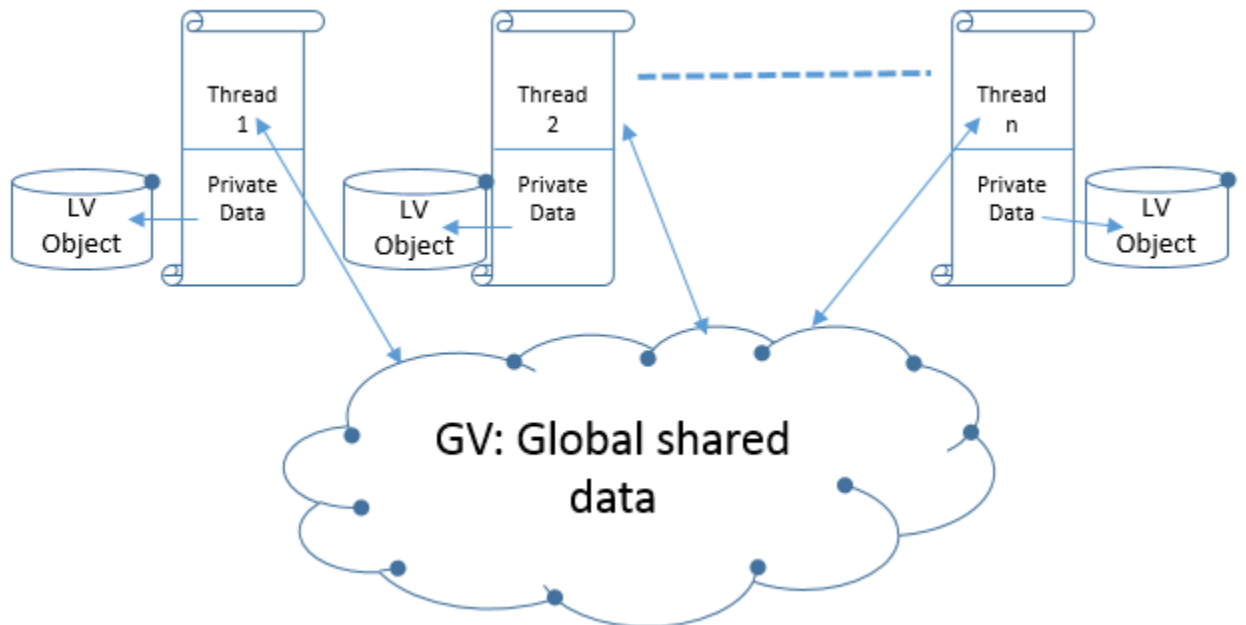 Thread
1
Private
Data
LV
Object
Thread
2
Private
Data
LV
Object
Thread
n
Private
Data
LV
Object
GV: Global shared
data